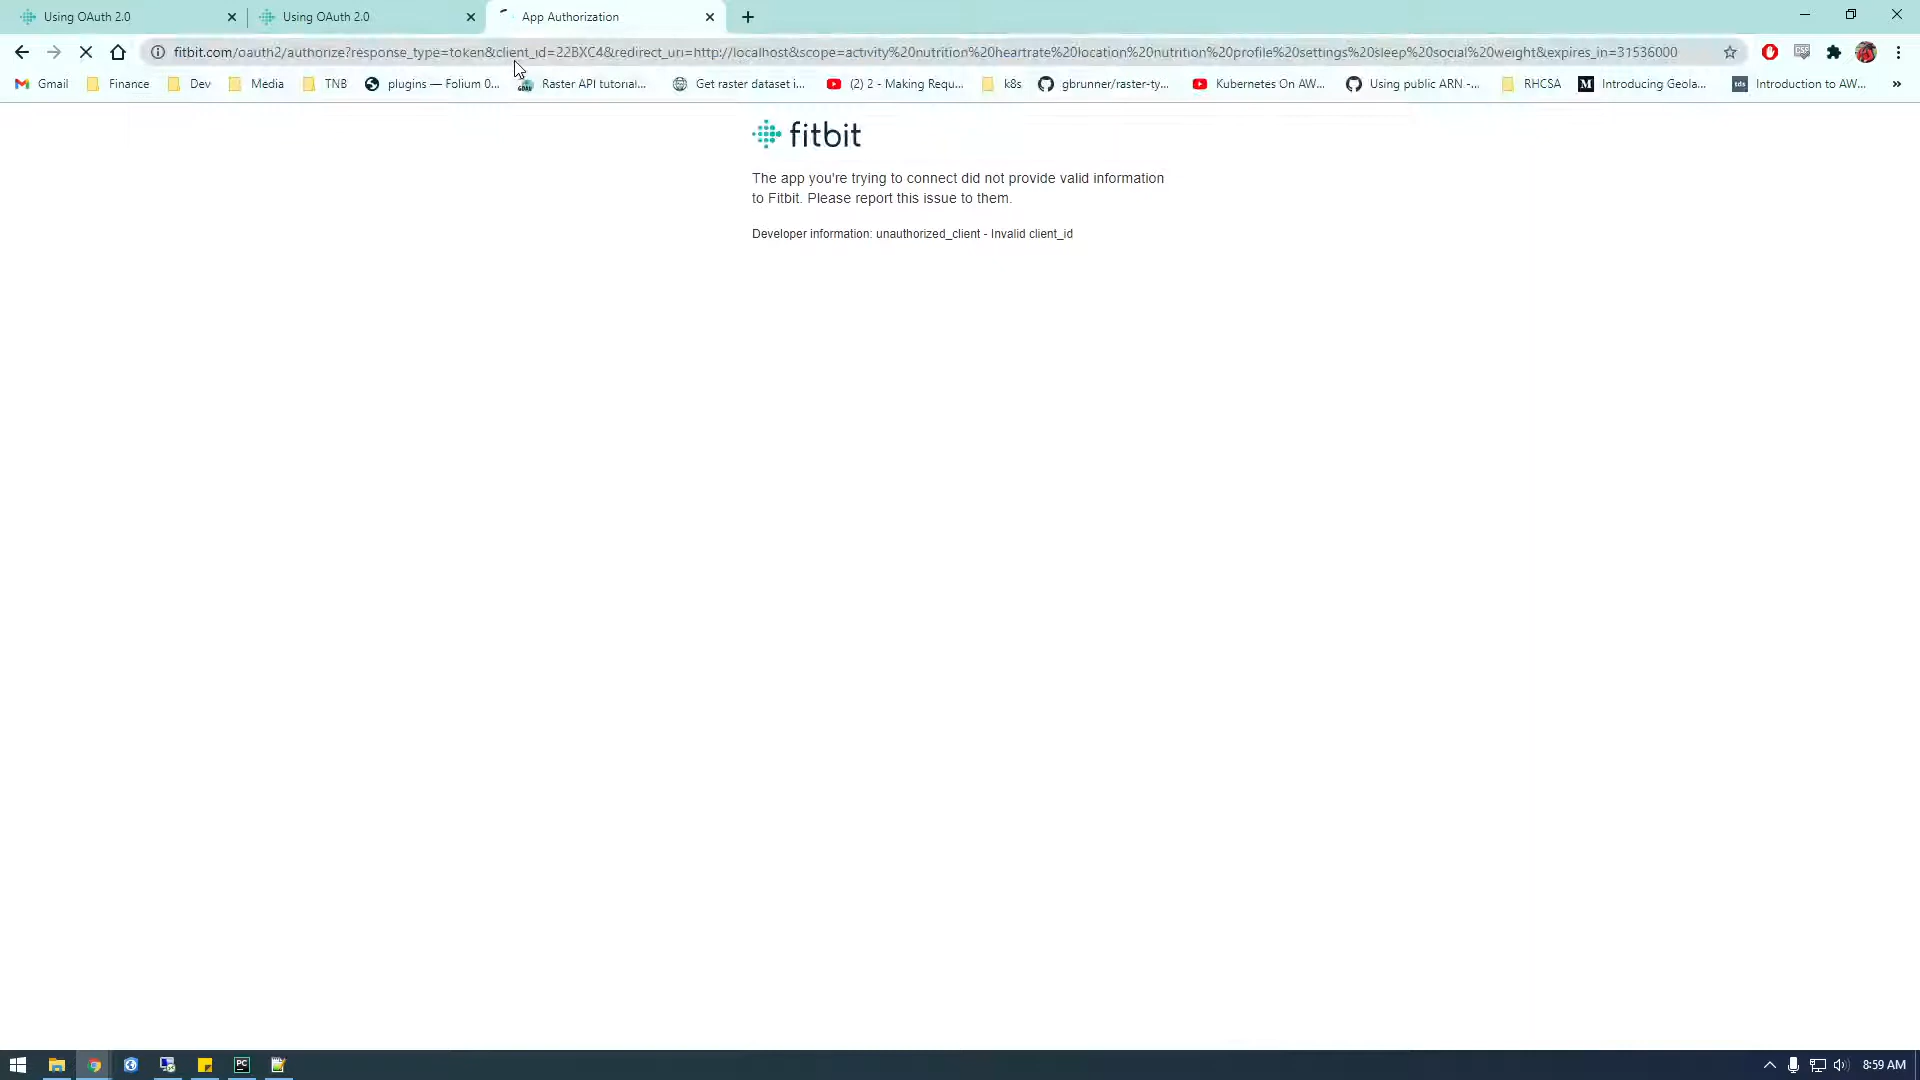 Using OAuth 2.0
Using OAuth 2.0
App Authorization
fitbit.com/oauth2/authorize?response_type=token&client_id=22BXC4&redirect_uri=http://localhost&scope=activity%20nutrition%20heartrate%20location%20nutrition%20profile%20settings%20sleep%20social%20weight&expires_in=31536000
Gmail Finance Dev Media TNB plugins — Folium 0... Raster API tutorial... Get raster dataset i... (2) 2 - Making Requ... k8s gbrunner/raster-ty... Kubernetes On AW... Using public ARN -... RHCSA Introducing Geola... tds Introduction to AW... »
fitbit
The app you're trying to connect did not provide valid information
to Fitbit. Please report this issue to them.
Developer information: unauthorized_client - Invalid client_id
PC
8:59 AM